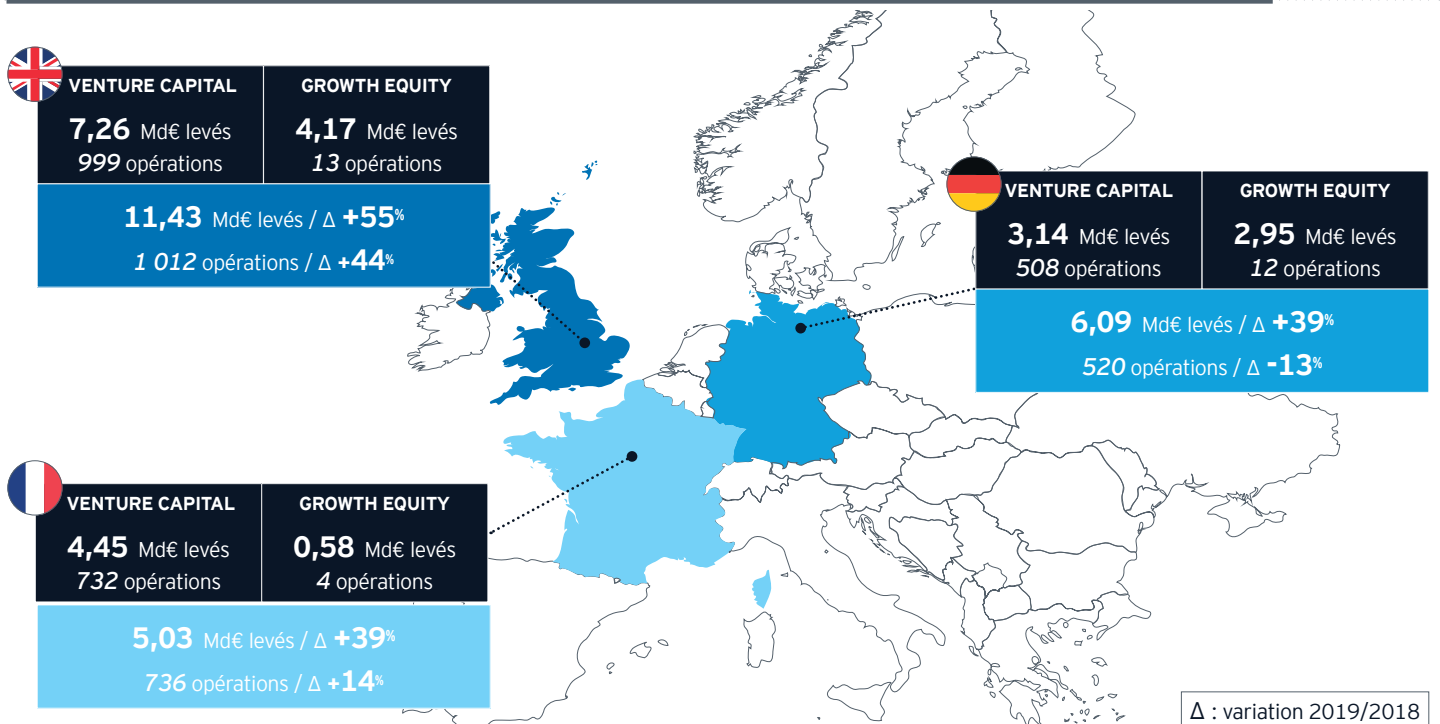 VENTURE CAPITAL
7,26 Md€ levés
999 opérations
GROWTH EQUITY
4,17 Md€ levés
13 opérations
11,43 Md€ levés / Δ +55%
1 012 opérations / Δ +44%
VENTURE CAPITAL
3,14 Md€ levés
508 opérations
GROWTH EQUITY
2,95 Md€ levés
12 opérations
6,09 Md€ levés / Δ +39%
520 opérations / Δ -13%
VENTURE CAPITAL
4,45 Md€ levés
732 opérations
GROWTH EQUITY
0,58 Md€ levés
4 opérations
5,03 Md€ levés / Δ +39%
736 opérations / Δ +14%
Δ : variation 2019/2018